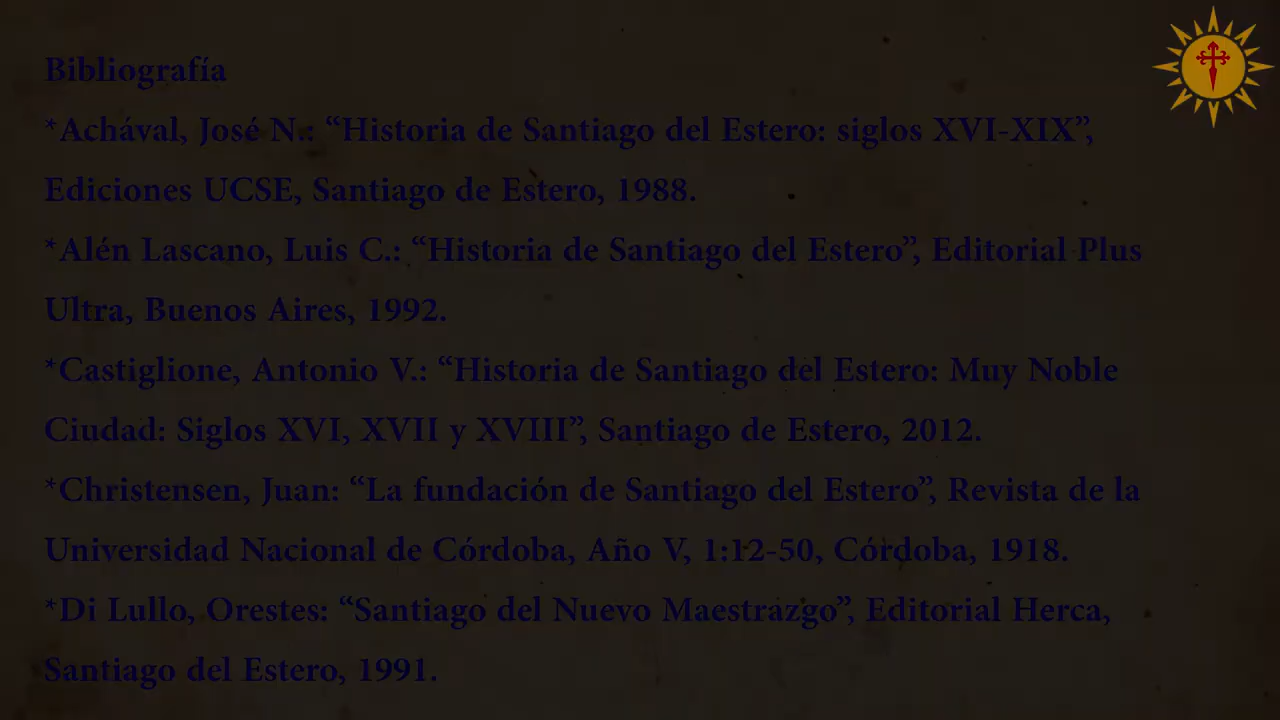 Bibliografía
*Achával, José N.: “Historia de Santiago del Estero: siglos XVI-XIX”,
Ediciones UCSE, Santiago de Estero, 1988.
*Alén Lascano, Luis C.: “Historia de Santiago del Estero”, Editorial Plus
Ultra, Buenos Aires, 1992.
*Castiglione, Antonio V.: “Historia de Santiago del Estero: Muy Noble
Ciudad: Siglos XVI, XVII y XVIII”, Santiago de Estero, 2012.
*Christensen, Juan: “La fundación de Santiago del Estero”, Revista de la
Universidad Nacional de Córdoba, Año V, 1:12-50, Córdoba, 1918.
*Di Lullo, Orestes: “Santiago del Nuevo Maestrazgo”, Editorial Herca,
Santiago del Estero, 1991.